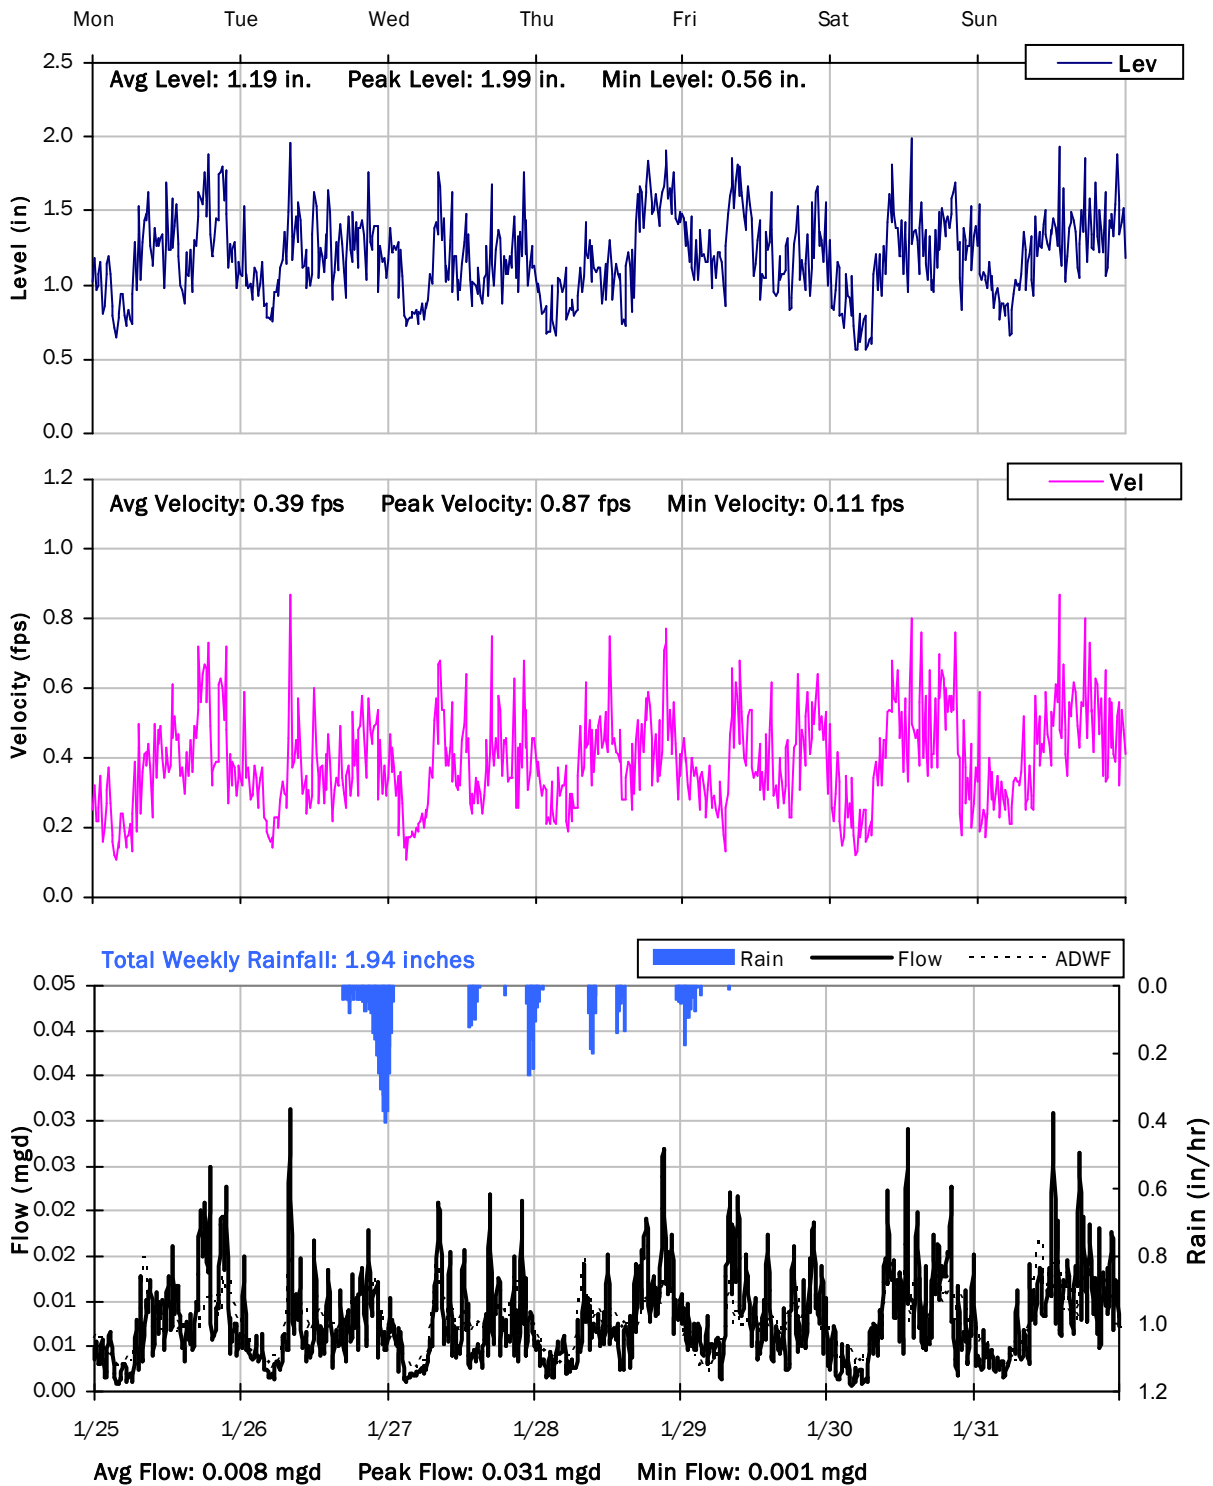 Mon Tue Wed Thu Fri Sat Sun
Lev
Avg Level: 1.19 in. Peak Level: 1.99 in. Min Level: 0.56 in.
2.5
2.0
1.5
1.0
0.5
0.0
Level (in)
Vel
Avg Velocity: 0.39 fps Peak Velocity: 0.87 fps Min Velocity: 0.11 fps
1.2
1.0
0.8
0.6
0.4
0.2
0.0
Velocity (fps)
Total Weekly Rainfall: 1.94 inches
Rain Flow ADWF
0.05
0.04
0.04
0.03
0.03
0.02
0.02
0.01
0.01
0.00
Flow (mgd)
0.0
0.2
0.4
0.6
0.8
1.0
1.2
Rain (in/hr)
1/25 1/26 1/27 1/28 1/29 1/30 1/31
Avg Flow: 0.008 mgd Peak Flow: 0.031 mgd Min Flow: 0.001 mgd